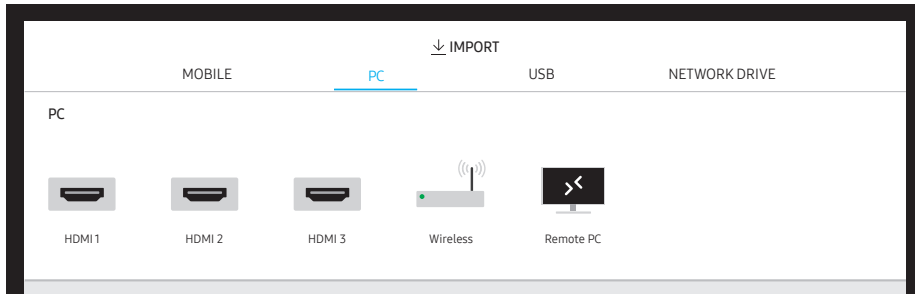 IMPORT
MOBILE PC USB NETWORK DRIVE
PC
HDMI 1 HDMI 2 HDMI 3 Wireless Remote PC